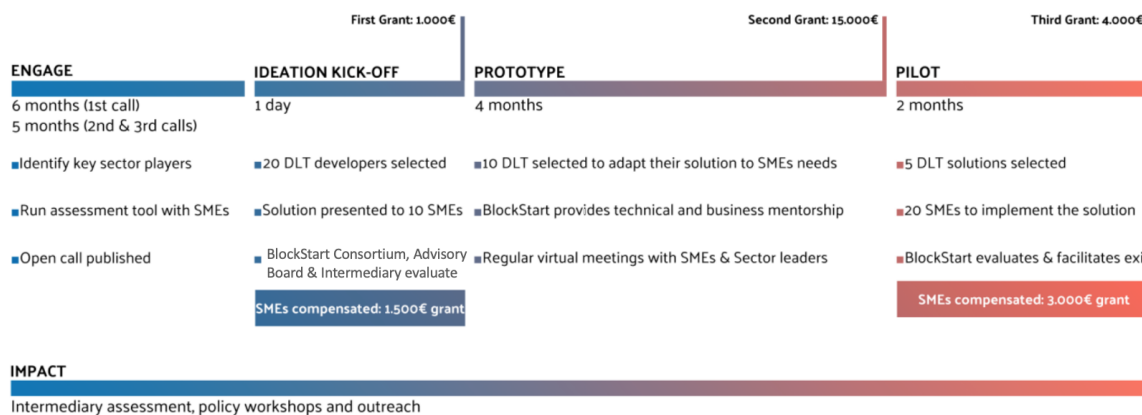 First Grant: 1.000€
Second Grant: 15.000€
Third Grant: 4.000€
ENGAGE
6 months (1st call)
5 months (2nd & 3rd calls)
Identify key sector players
Run assessment tool with SMEs
Open call published
IDEATION KICK-OFF
1 day
20 DLT developers selected
Solution presented to 10 SMEs
BlockStart Consortium, Advisory
Board & Intermediary evaluate
SMEs compensated: 1.500€ grant
PROTOTYPE
4 months
10 DLT selected to adapt their solution to SMEs needs
BlockStart provides technical and business mentorship
Regular virtual meetings with SMEs & Sector leaders
PILOT
2 months
5 DLT solutions selected
20 SMEs to implement the solution
BlockStart evaluates & facilitates exi
SMEs compensated: 3.000€ grant
IMPACT
Intermediary assessment, policy workshops and outreach